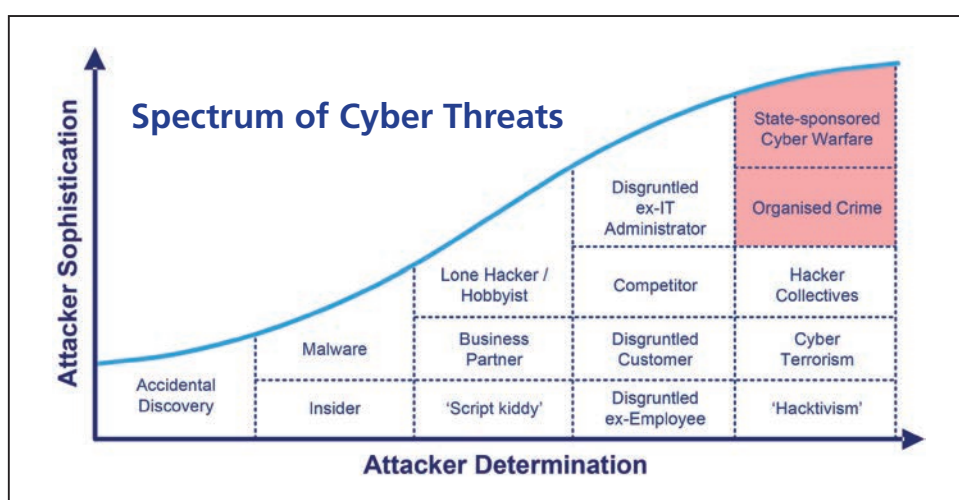 Spectrum of Cyber Threats
Attacker Sophistication
State-sponsored
Cyber Warfare
Disgruntled
ex-IT
Administrator
Organised Crime
Lone Hacker /
Hobbyist
Competitor
Hacker
Collectives
Malware
Business
Partner
Disgruntled
Customer
Cyber
Terrorism
Accidental
Discovery
Insider
'Script kiddy'
Disgruntled
ex-Employee
'Hacktivism'
Attacker Determination